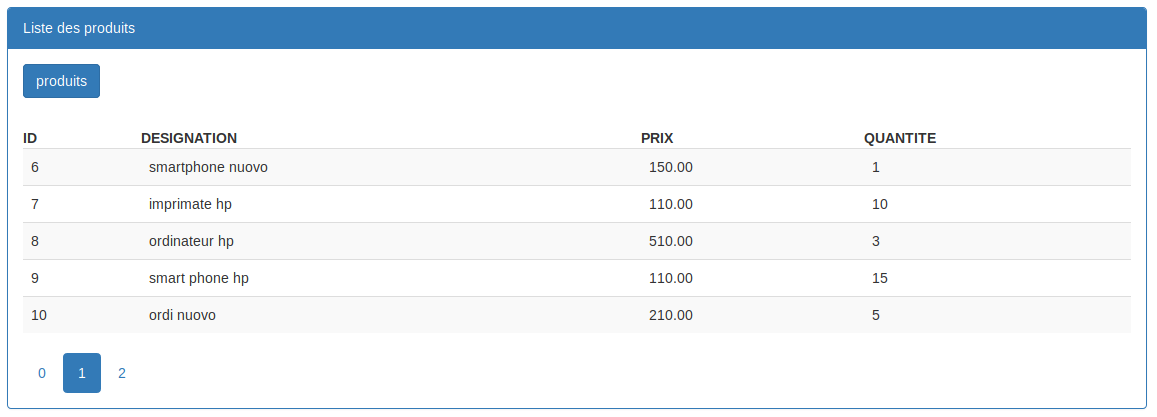 Liste des produits
produits
ID DESIGNATION PRIX QUANTITE
6 smartphone nuovo 150.00 1
7 imprimate hp 110.00 10
8 ordinateur hp 510.00 3
9 smart phone hp 110.00 15
10 ordi nuovo 210.00 5
0 1 2